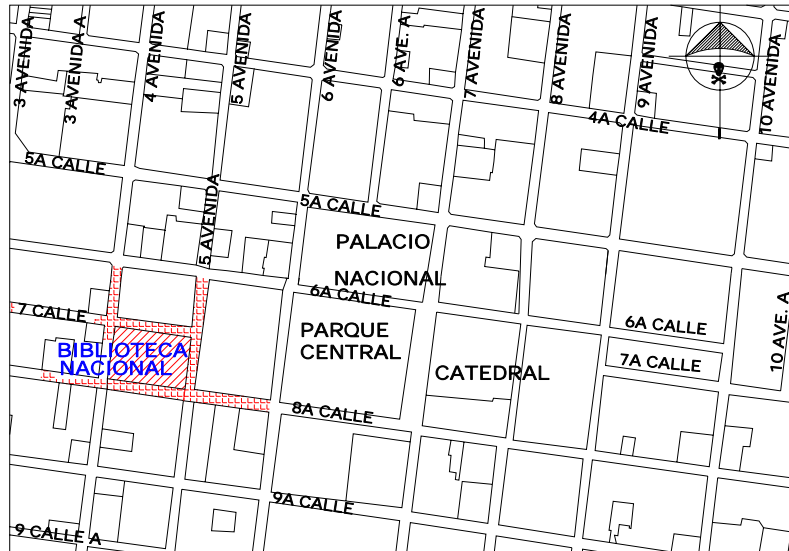 3 AVENIDA
3 AVENIDA A
4 AVENIDA
5 AVENIDA
6 AVENIDA
6 AVE. A
7 AVENIDA
8 AVENIDA
9 AVENIDA
10 AVENIDA
4A CALLE
5A CALLE
5 AVENIDA
5A CALLE
PALACIO
NACIONAL
6A CALLE
7 CALLE
PARQUE
CENTRAL
6A CALLE
10 AVE. A
BIBLIOTECA
NACIONAL
CATEDRAL
7A CALLE
8A CALLE
9A CALLE
9 CALLE A